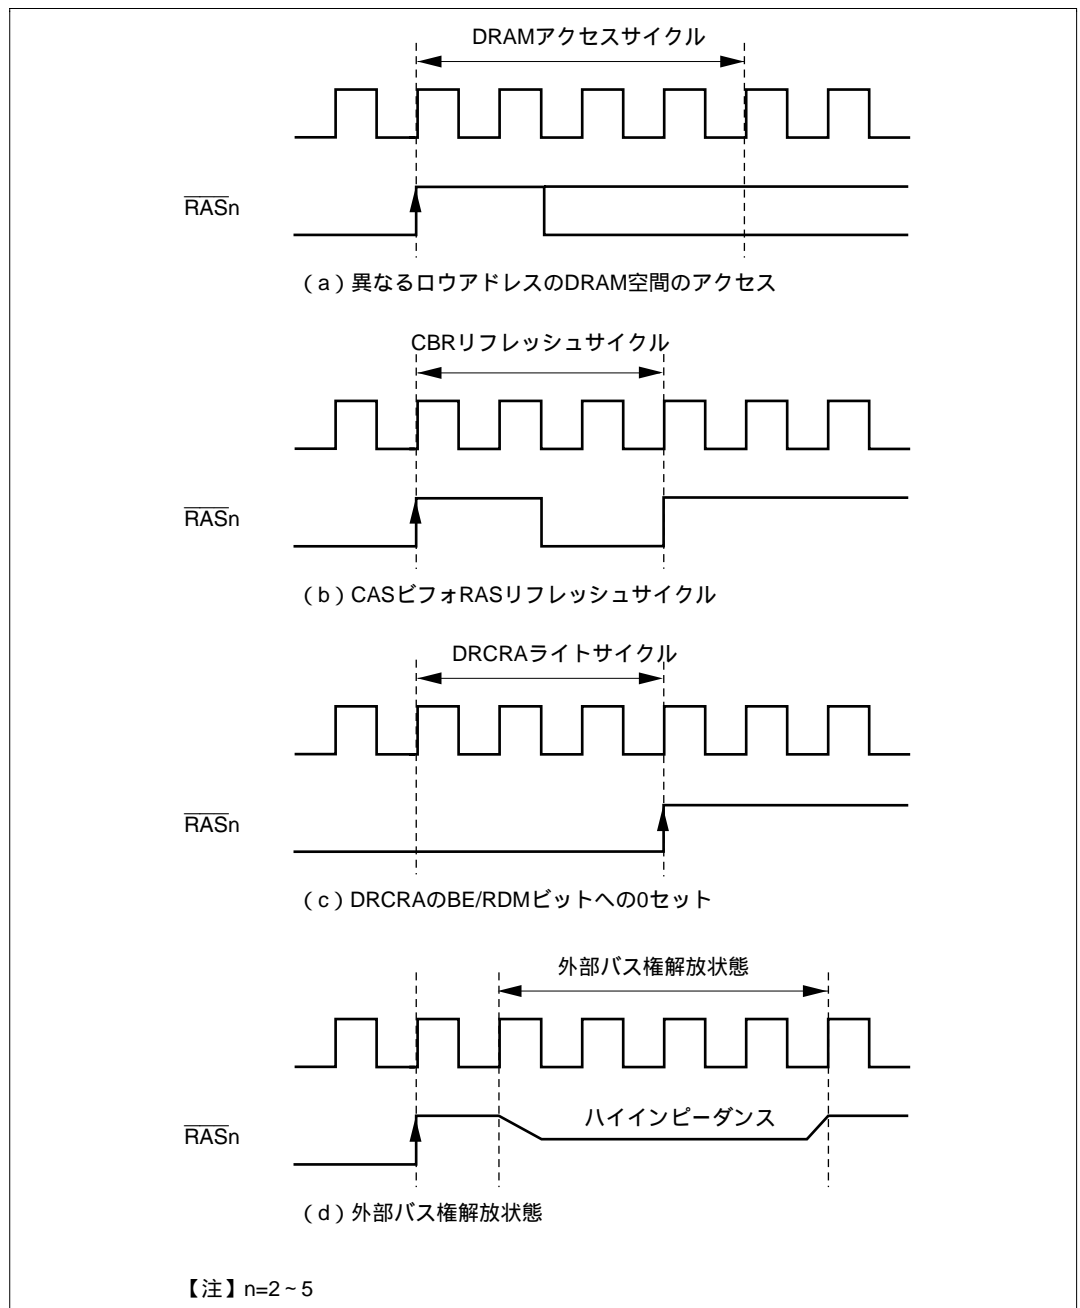 DRAMアクセスサイクル
RASn
（a）異なるロウアドレスのDRAM空間のアクセス
CBRリフレッシュサイクル
RASn
（b）CASビフォRASリフレッシュサイクル
DRCRAライトサイクル
RASn
（c）DRCRAのBE/RDMビットへの0セット
外部バス権解放状態
ハイインピーダンス
RASn
（d）外部バス権解放状態
【注】n=2～5